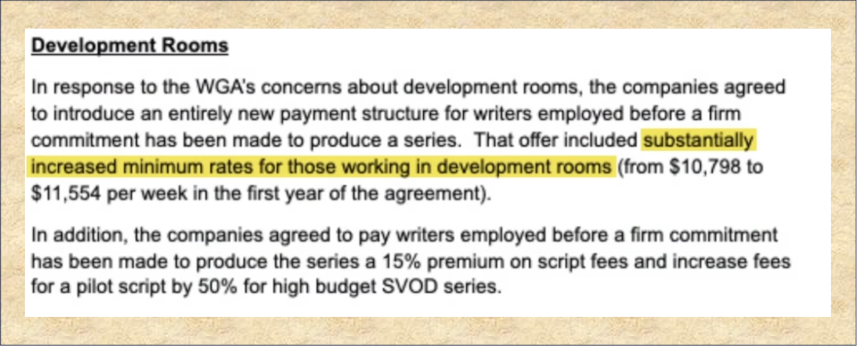 Development Rooms
In response to the WGA's concerns about development rooms, the companies agreed
to introduce an entirely new payment structure for writers employed before a firm
commitment has been made to produce a series. That offer included substantially
increased minimum rates for those working in development rooms (from $10,798 to
$11,554 per week in the first year of the agreement).
In addition, the companies agreed to pay writers employed before a firm commitment
has been made to produce the series a 15% premium on script fees and increase fees
for a pilot script by 50% for high budget SVOD series.